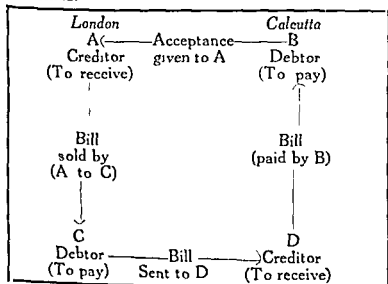 London Calcutta
A Acceptance B
Creditor given to A Debtor
(To receive) (To pay)
Bill Bill
sold by (paid by B)
(A to C)
C D
Debtor Bill Creditor
(To pay) Sent to D (To receive)